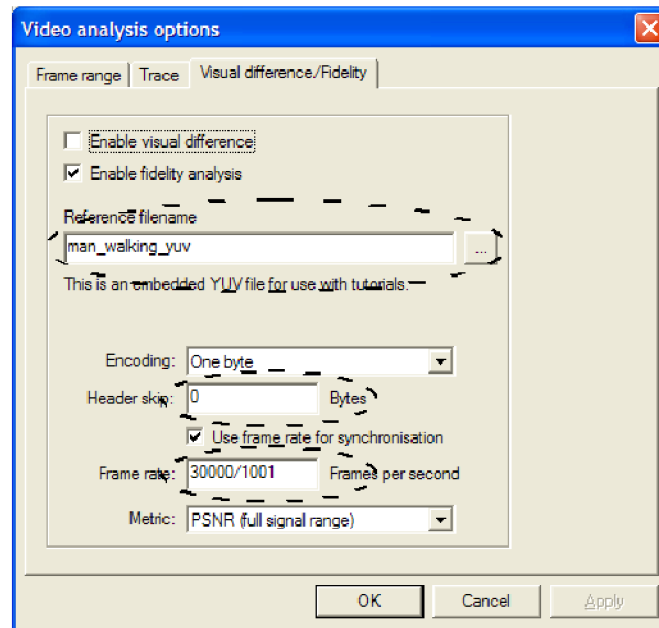 Video analysis options
Frame range Trace Visual difference/Fidelity
Enable visual difference
Enable fidelity analysis
Reference filename
man_walking_yuv ...
This is an embedded YUV file for use with tutorials.
Encoding: One byte
Header skip: 0 Bytes
Use frame rate for synchronisation
Frame rate: 30000/1001 Frames per second
Metric: PSNR (full signal range)
OK Cancel Apply